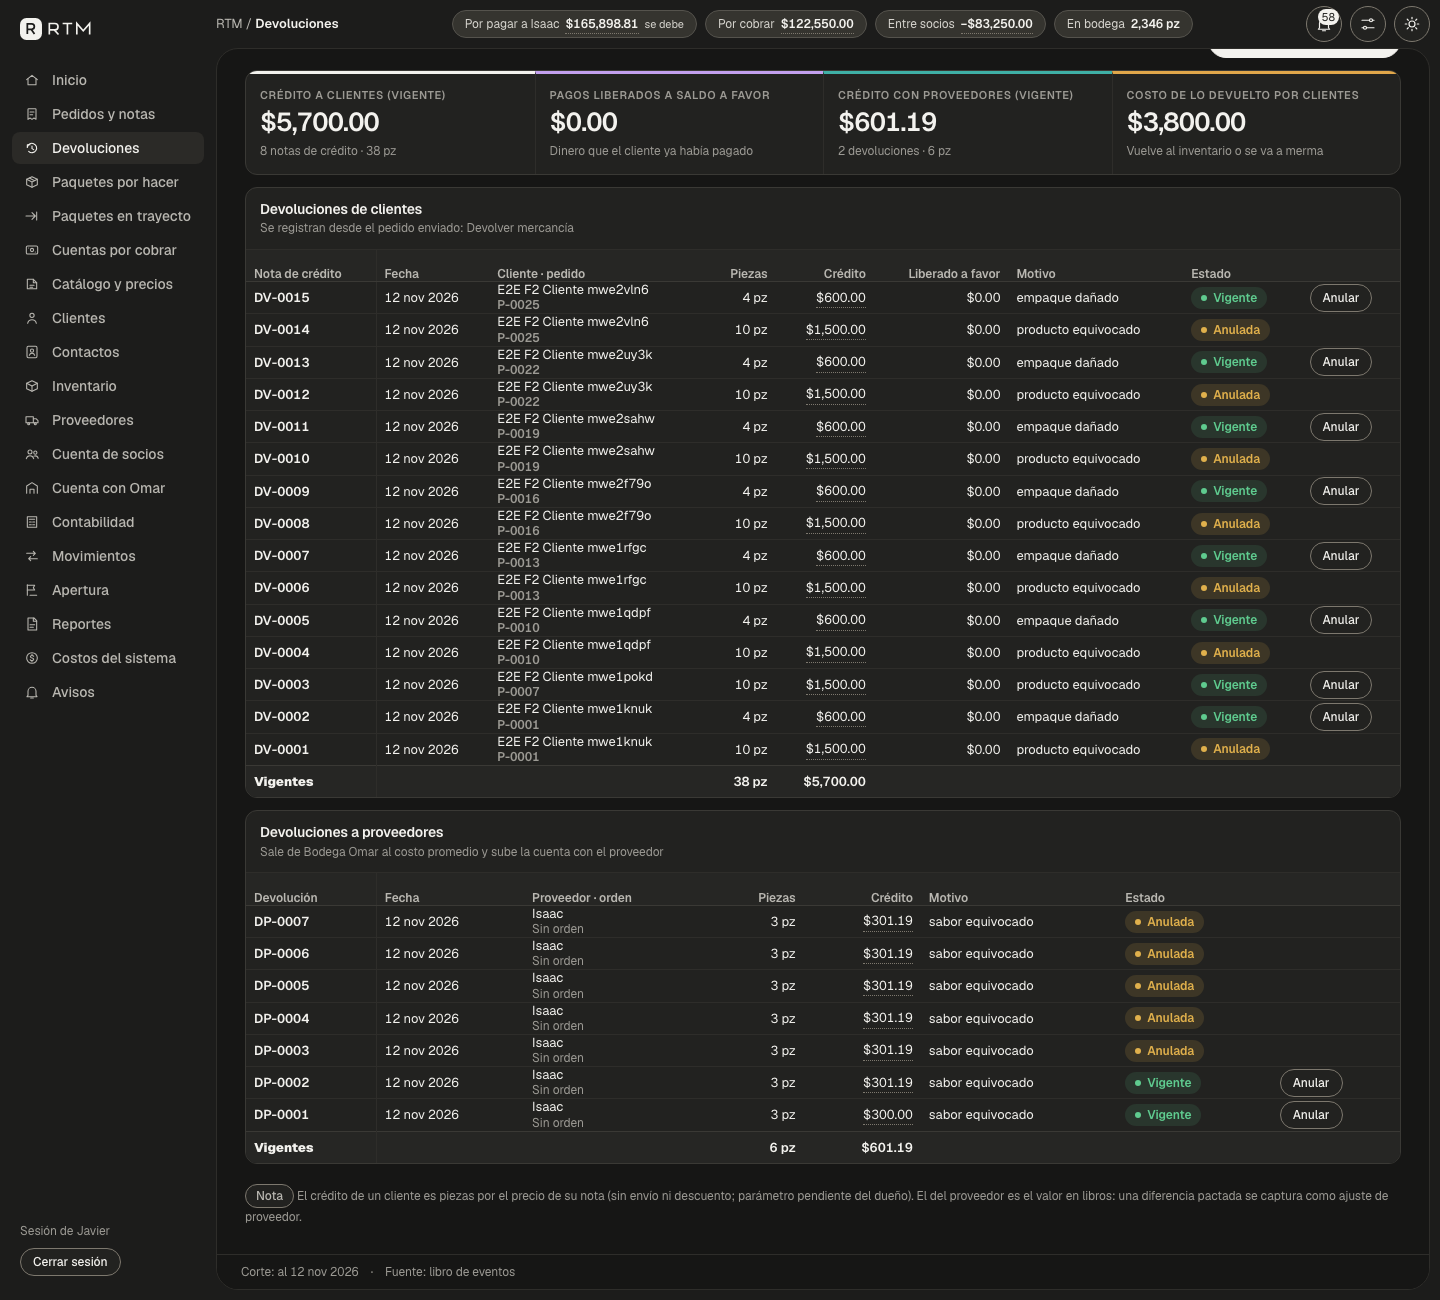 R RTM
RTM / Devoluciones
Por pagar a Isaac $165,898.81 se debe
Por cobrar $122,550.00
Entre socios −$83,250.00
En bodega 2,346 pz
58
Inicio
Pedidos y notas
Devoluciones
Paquetes por hacer
Paquetes en trayecto
Cuentas por cobrar
Catálogo y precios
Clientes
Contactos
Inventario
Proveedores
Cuenta de socios
Cuenta con Omar
Contabilidad
Movimientos
Apertura
Reportes
Costos del sistema
Avisos
Sesión de Javier
Cerrar sesión
CRÉDITO A CLIENTES (VIGENTE)
$5,700.00
8 notas de crédito · 38 pz
PAGOS LIBERADOS A SALDO A FAVOR
$0.00
Dinero que el cliente ya había pagado
CRÉDITO CON PROVEEDORES (VIGENTE)
$601.19
2 devoluciones · 6 pz
COSTO DE LO DEVUELTO POR CLIENTES
$3,800.00
Vuelve al inventario o se va a merma
Devoluciones de clientes
Se registran desde el pedido enviado: Devolver mercancía
Nota de crédito Fecha Cliente · pedido Piezas Crédito Liberado a favor Motivo Estado
DV-0015 12 nov 2026 E2E F2 Cliente mwe2vln6 P-0025 4 pz $600.00 $0.00 empaque dañado Vigente Anular
DV-0014 12 nov 2026 E2E F2 Cliente mwe2vln6 P-0025 10 pz $1,500.00 $0.00 producto equivocado Anulada
DV-0013 12 nov 2026 E2E F2 Cliente mwe2uy3k P-0022 4 pz $600.00 $0.00 empaque dañado Vigente Anular
DV-0012 12 nov 2026 E2E F2 Cliente mwe2uy3k P-0022 10 pz $1,500.00 $0.00 producto equivocado Anulada
DV-0011 12 nov 2026 E2E F2 Cliente mwe2sahw P-0019 4 pz $600.00 $0.00 empaque dañado Vigente Anular
DV-0010 12 nov 2026 E2E F2 Cliente mwe2sahw P-0019 10 pz $1,500.00 $0.00 producto equivocado Anulada
DV-0009 12 nov 2026 E2E F2 Cliente mwe2f79o P-0016 4 pz $600.00 $0.00 empaque dañado Vigente Anular
DV-0008 12 nov 2026 E2E F2 Cliente mwe2f79o P-0016 10 pz $1,500.00 $0.00 producto equivocado Anulada
DV-0007 12 nov 2026 E2E F2 Cliente mwe1rfgc P-0013 4 pz $600.00 $0.00 empaque dañado Vigente Anular
DV-0006 12 nov 2026 E2E F2 Cliente mwe1rfgc P-0013 10 pz $1,500.00 $0.00 producto equivocado Anulada
DV-0005 12 nov 2026 E2E F2 Cliente mwe1qdpf P-0010 4 pz $600.00 $0.00 empaque dañado Vigente Anular
DV-0004 12 nov 2026 E2E F2 Cliente mwe1qdpf P-0010 10 pz $1,500.00 $0.00 producto equivocado Anulada
DV-0003 12 nov 2026 E2E F2 Cliente mwe1pokd P-0007 10 pz $1,500.00 $0.00 producto equivocado Vigente Anular
DV-0002 12 nov 2026 E2E F2 Cliente mwe1knuk P-0001 4 pz $600.00 $0.00 empaque dañado Vigente Anular
DV-0001 12 nov 2026 E2E F2 Cliente mwe1knuk P-0001 10 pz $1,500.00 $0.00 producto equivocado Anulada
Vigentes 38 pz $5,700.00
Devoluciones a proveedores
Sale de Bodega Omar al costo promedio y sube la cuenta con el proveedor
Devolución Fecha Proveedor · orden Piezas Crédito Motivo Estado
DP-0007 12 nov 2026 Isaac Sin orden 3 pz $301.19 sabor equivocado Anulada
DP-0006 12 nov 2026 Isaac Sin orden 3 pz $301.19 sabor equivocado Anulada
DP-0005 12 nov 2026 Isaac Sin orden 3 pz $301.19 sabor equivocado Anulada
DP-0004 12 nov 2026 Isaac Sin orden 3 pz $301.19 sabor equivocado Anulada
DP-0003 12 nov 2026 Isaac Sin orden 3 pz $301.19 sabor equivocado Anulada
DP-0002 12 nov 2026 Isaac Sin orden 3 pz $301.19 sabor equivocado Vigente Anular
DP-0001 12 nov 2026 Isaac Sin orden 3 pz $300.00 sabor equivocado Vigente Anular
Vigentes 6 pz $601.19
Nota El crédito de un cliente es piezas por el precio de su nota (sin envío ni descuento; parámetro pendiente del dueño). El del proveedor es el valor en libros: una diferencia pactada se captura como ajuste de
proveedor.
Corte: al 12 nov 2026 · Fuente: libro de eventos